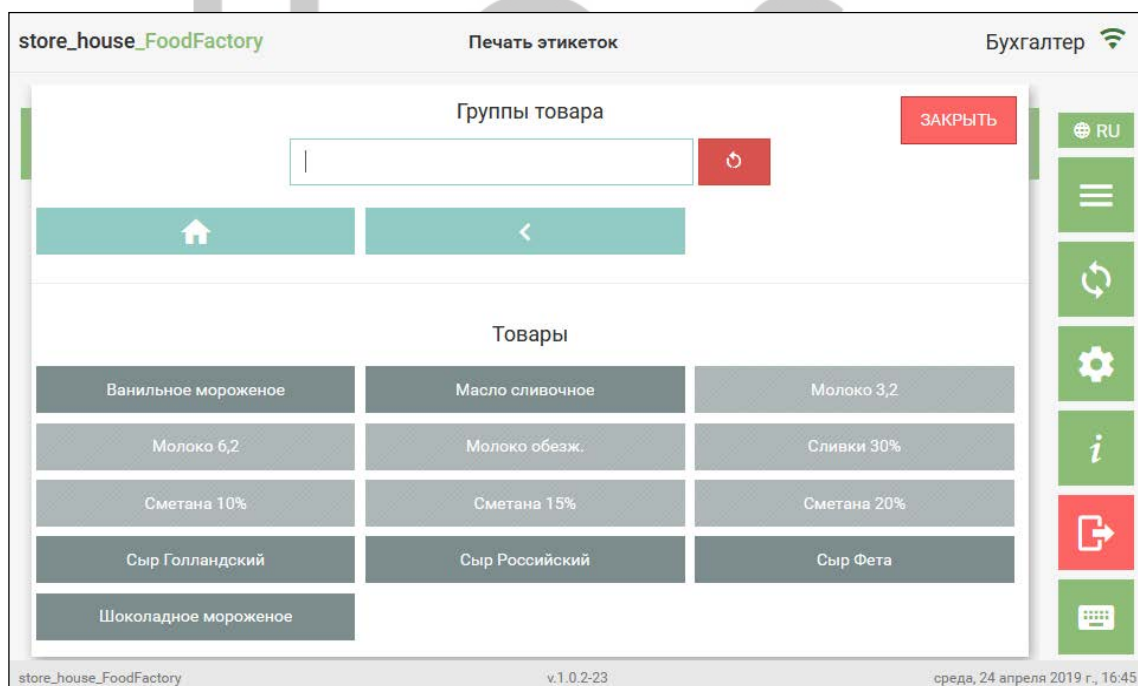 store_house_FoodFactory Печать этикеток Бухгалтер
Группы товара
ЗАКРЫТЬ
RU
Товары
Ванильное мороженое Масло сливочное Молоко 3,2
Молоко 6,2 Молоко обезж. Сливки 30%
Сметана 10% Сметана 15% Сметана 20%
Сыр Голландский Сыр Российский Сыр Фета
Шоколадное мороженое
store_house_FoodFactory v.1.0.2-23 среда, 24 апреля 2019 г., 16:45